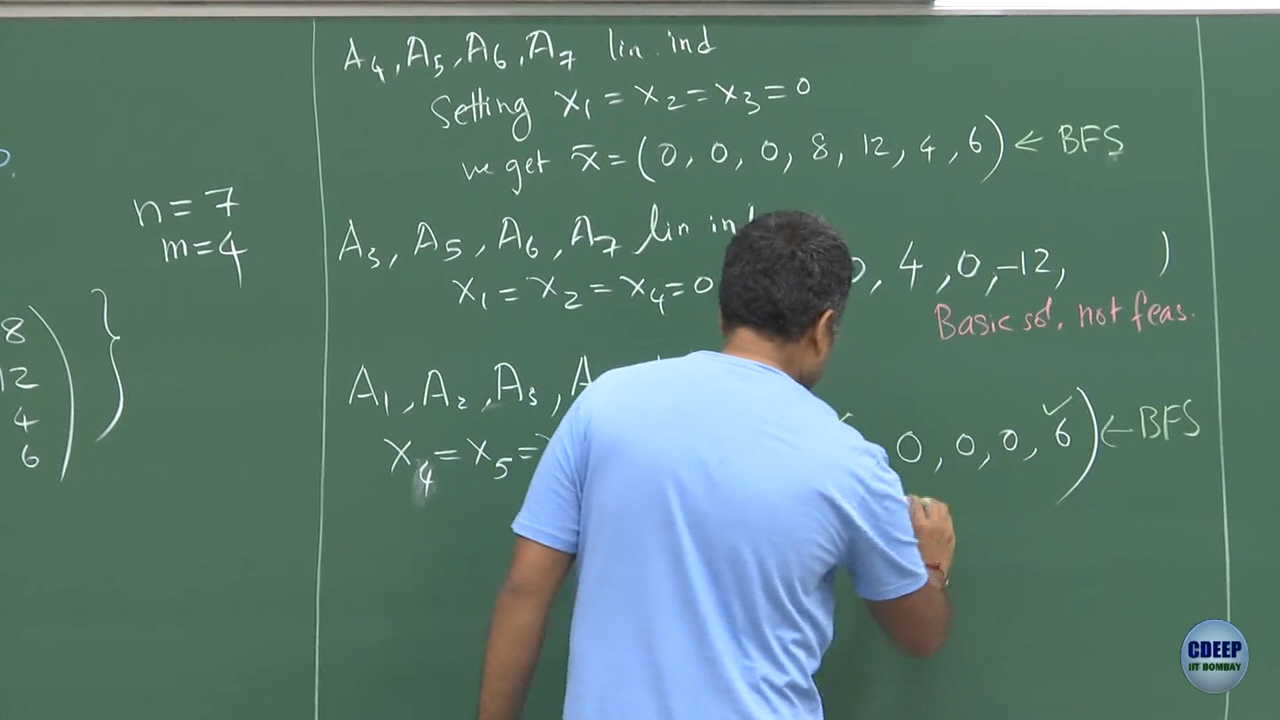 A₄, A₅, A₆, A₇ lin. ind
Setting x₁ = x₂ = x₃ = 0
we get x̄ = (0, 0, 0, 8, 12, 4, 6) ← BFS
n = 7
m = 4
A₃, A₅, A₆, A₇ lin ind
x₁ = x₂ = x₄ = 0
, 4, 0, -12, )
Basic sol. not feas.
8
12
4
6
A₁, A₂, A₃, A
x₄ = x₅ =
0, 0, 0, 6) ← BFS
CDEEP
IIT BOMBAY